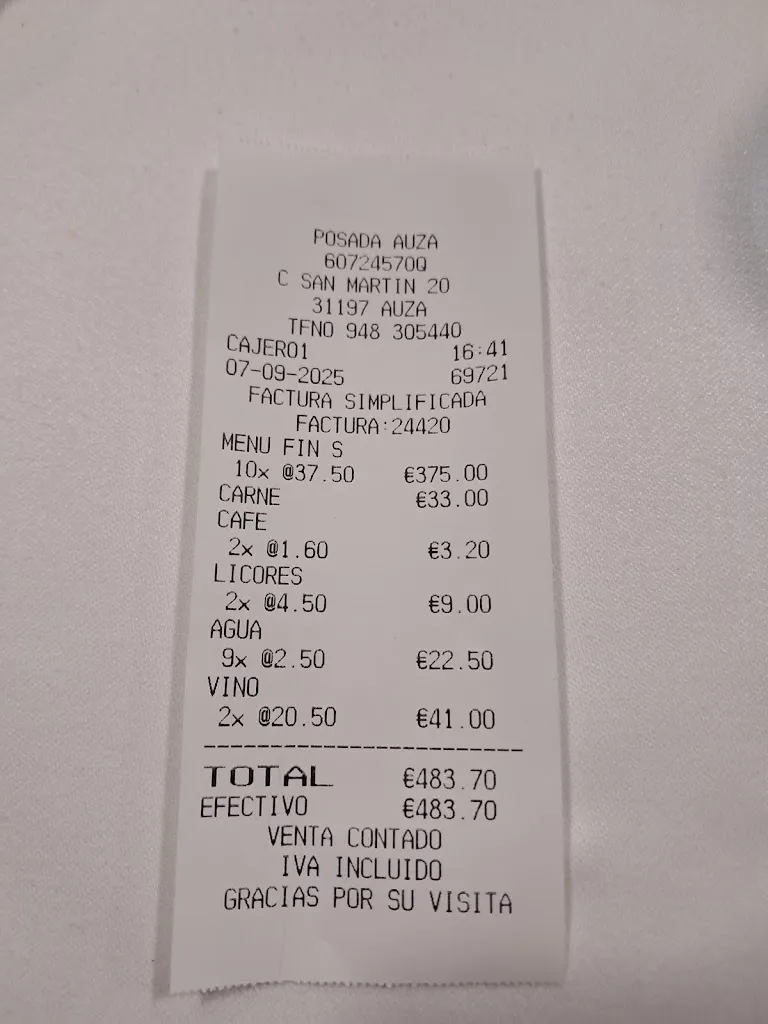 POSADA AUZA
60724570Q
C SAN MARTIN 20
31197 AUZA
TFNO 948 305440
CAJERO1 16:41
07-09-2025 69721
FACTURA SIMPLIFICADA
FACTURA:24420
MENU FIN S
10x @37.50 €375.00
CARNE €33.00
CAFE
2x @1.60 €3.20
LICORES
2x @4.50 €9.00
AGUA
9x @2.50 €22.50
VINO
2x @20.50 €41.00
------------------------
TOTAL €483.70
EFECTIVO €483.70
VENTA CONTADO
IVA INCLUIDO
GRACIAS POR SU VISITA